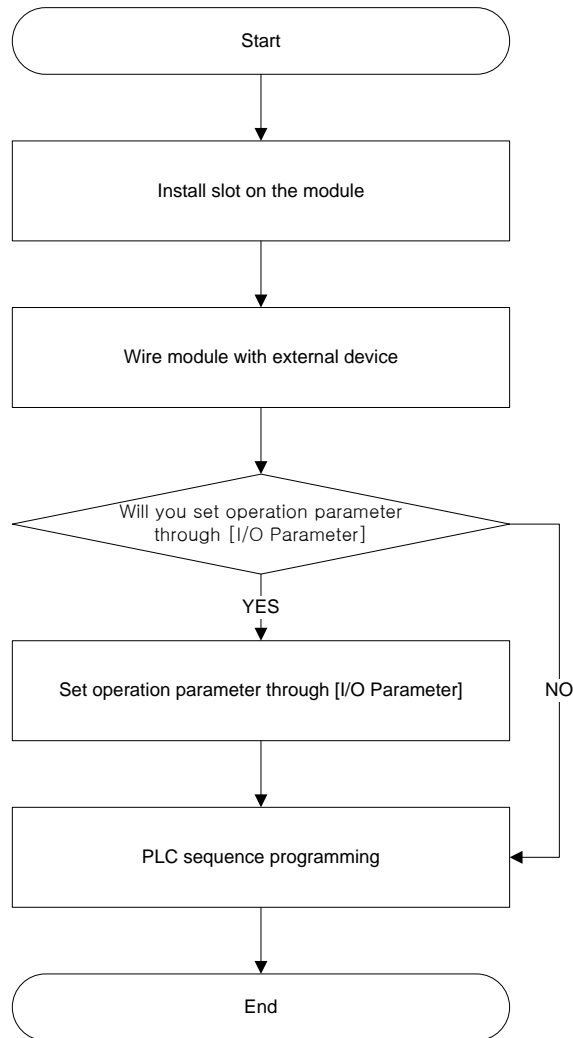 Start
Install slot on the module
Wire module with external device
Will you set operation parameter
through [I/O Parameter]
YES
Set operation parameter through [I/O Parameter]
NO
PLC sequence programming
End